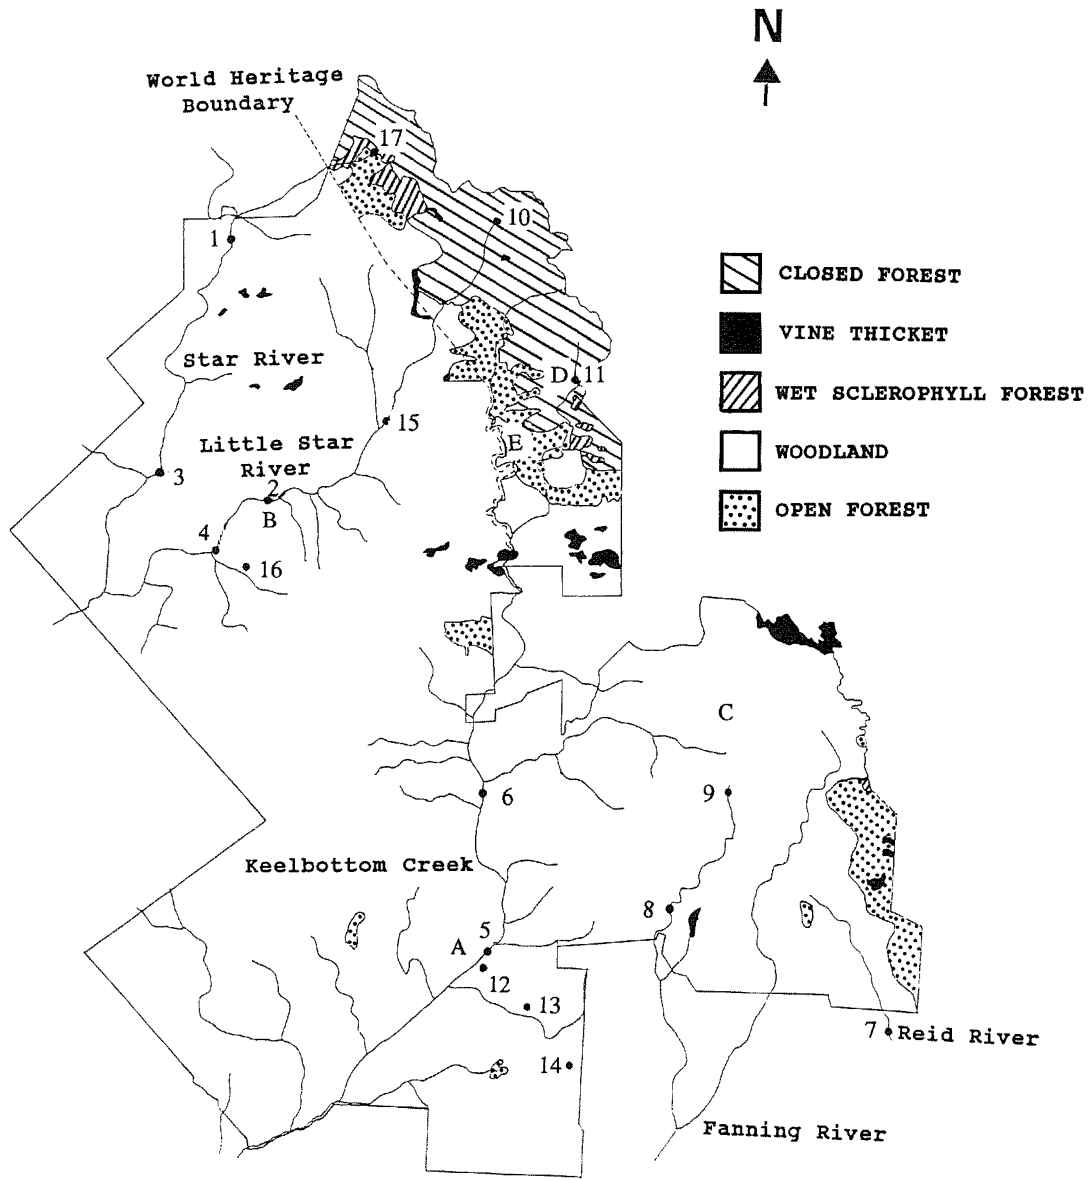 N
World Heritage
Boundary
17
10
1
CLOSED FOREST
VINE THICKET
Star River
D 11
WET SCLEROPHYLL FOREST
15
Little Star
River
E
WOODLAND
3
2
B
OPEN FOREST
4
16
C
6
9
Keelbottom Creek
8
5
A
12
13
7 Reid River
14
Fanning River